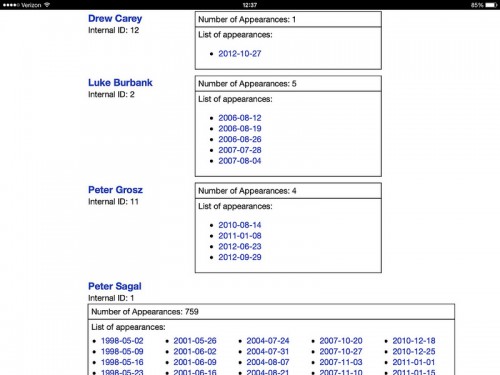 Verizon 12:37 85%
Drew Carey
Internal ID: 12
Number of Appearances: 1
List of appearances:
2012-10-27
Luke Burbank
Internal ID: 2
Number of Appearances: 5
List of appearances:
2006-08-12
2006-08-19
2006-08-26
2007-07-28
2007-08-04
Peter Grosz
Internal ID: 11
Number of Appearances: 4
List of appearances:
2010-08-14
2011-01-08
2012-06-23
2012-09-29
Peter Sagal
Internal ID: 1
Number of Appearances: 759
List of appearances:
1998-05-02 2001-05-26 2004-07-24 2007-10-20 2010-12-18
1998-05-09 2001-06-02 2004-07-31 2007-10-27 2010-12-25
1998-05-16 2001-06-09 2004-08-07 2007-11-03 2011-01-01
1998-05-23 2001-06-16 2004-08-21 2007-11-10 2011-01-15